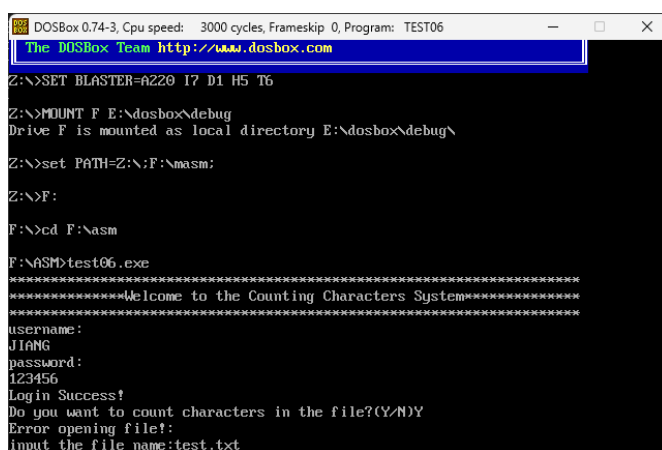 DOSBox 0.74-3, Cpu speed: 3000 cycles, Frameskip 0, Program: TEST06
The DOSBox Team http://www.dosbox.com
Z:\>SET BLASTER=A220 I7 D1 H5 T6
Z:\>MOUNT F E:\dosbox\debug
Drive F is mounted as local directory E:\dosbox\debug\
Z:\>set PATH=Z:\;F:\masm;
Z:\>F:
F:\>cd F:\asm
F:\ASM>test06.exe
***************************************************************************
***************Welcome to the Counting Characters System***************
***************************************************************************
username:
JIANG
password:
123456
Login Success!
Do you want to count characters in the file?(Y/N)Y
Error opening file!:
input the file name:test.txt